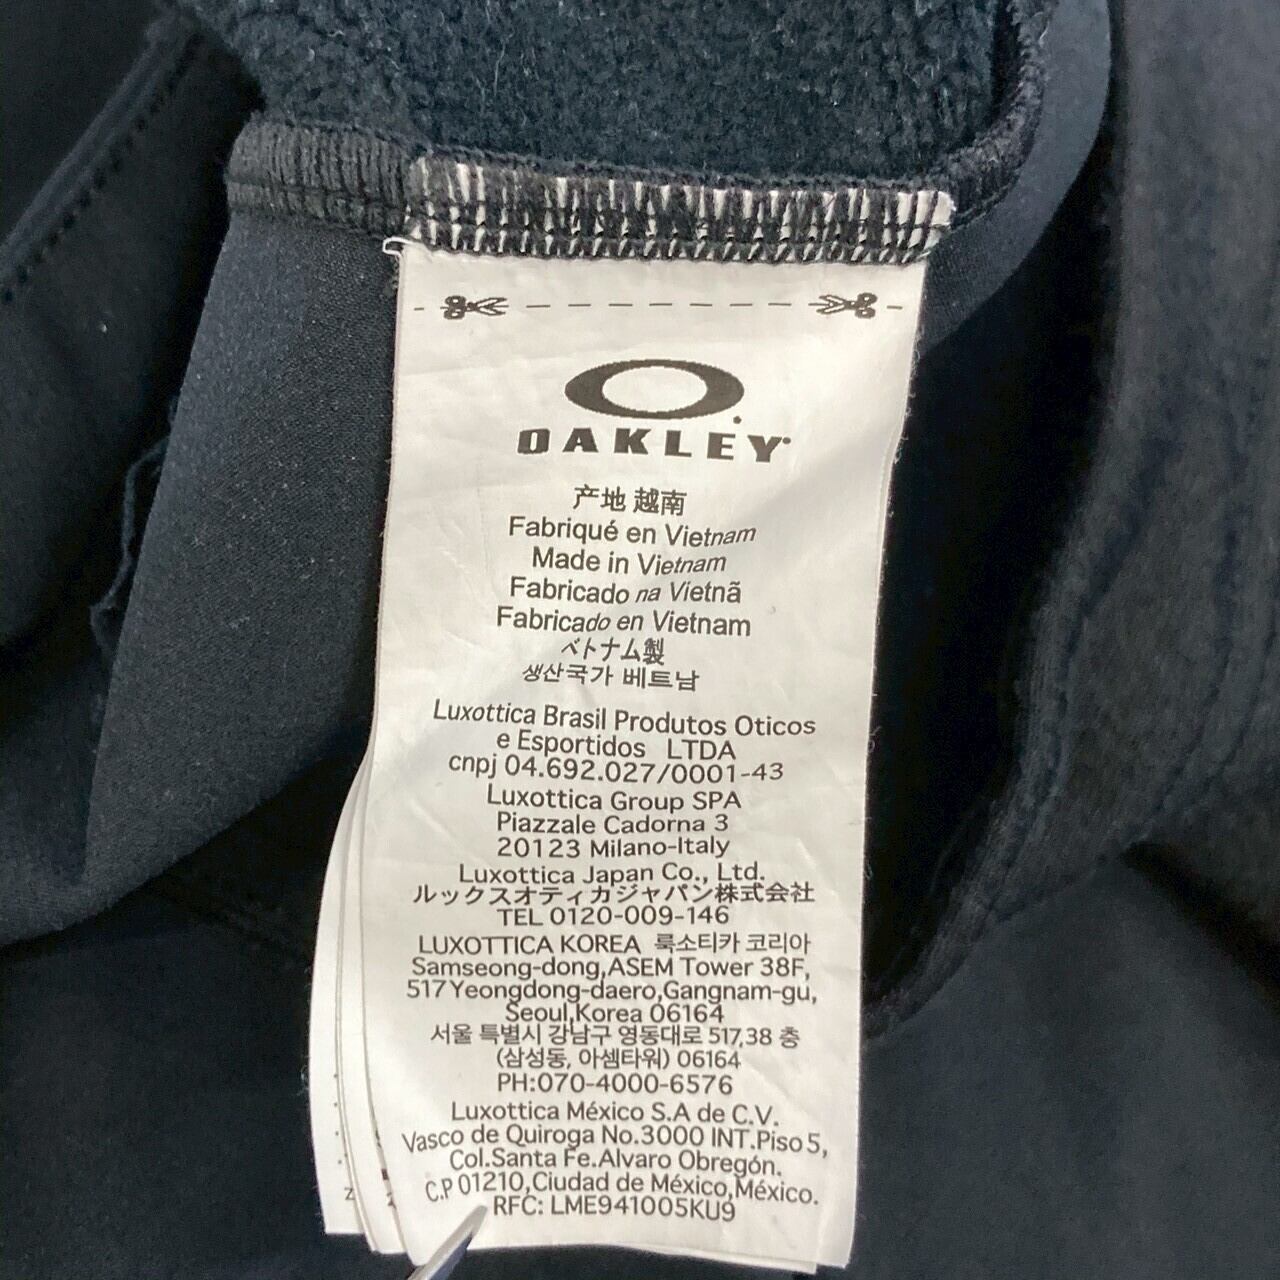 OAKLEY
产地 越南
Fabriqué en Vietnam
Made in Vietnam
Fabricado na Vietnã
Fabricado en Vietnam
ベトナム製
생산국가 베트남
Luxottica Brasil Produtos Oticos
e Esportidos LTDA
cnpj 04.692.027/0001-43
Luxottica Group SPA
Piazzale Cadorna 3
20123 Milano-Italy
Luxottica Japan Co., Ltd.
ルックスオティカジャパン株式会社
TEL 0120-009-146
LUXOTTICA KOREA 룩소티카 코리아
Samseong-dong,ASEM Tower 38F,
517 Yeongdong-daero,Gangnam-gu,
Seoul,Korea 06164
서울 특별시 강남구 영동대로 517,38 층
(삼성동, 아셈타워) 06164
PH:070-4000-6576
Luxottica México S.A de C.V.
Vasco de Quiroga No.3000 INT.Piso 5,
Col.Santa Fe.Alvaro Obregón.
C.P 01210,Ciudad de México,México.
RFC: LME941005KU9